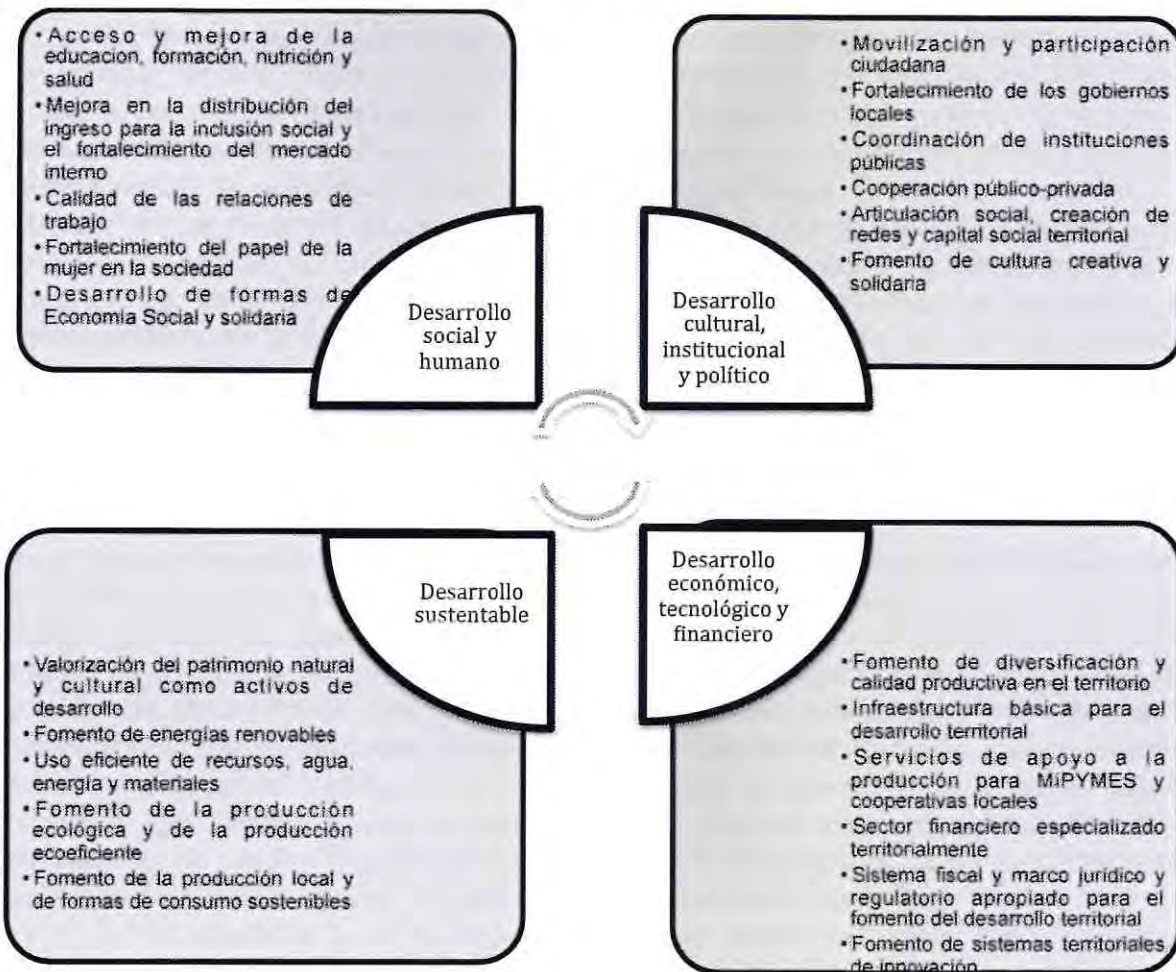 • Acceso y mejora de la
educacion, formación, nutrición y
salud
• Mejora en la distribución del
ingreso para la inclusión social y
el fortalecimiento del mercado
interno
• Calidad de las relaciones de
trabajo
• Fortalecimiento del papel de la
mujer en la sociedad
• Desarrollo de formas de
Economía Social y solidaria
Desarrollo
social y
humano
• Movilización y participación
ciudadana
• Fortalecimiento de los gobiernos
locales
• Coordinación de instituciones
públicas
• Cooperación público-privada
• Articulación social, creación de
redes y capital social territorial
• Fomento de cultura creativa y
solidaria
Desarrollo
cultural,
institucional
y político
Desarrollo
sustentable
• Valorización del patrimonio natural
y cultural como activos de
desarrollo
• Fomento de energías renovables
• Uso eficiente de recursos, agua,
energía y materiales
• Fomento de la producción
ecológica y de la producción
ecoeficiente
• Fomento de la producción local y
de formas de consumo sostenibles
Desarrollo
económico,
tecnológico y
financiero
• Fomento de diversificación y
calidad productiva en el territorio
• Infraestructura básica para el
desarrollo territorial
• Servicios de apoyo a la
producción para MiPYMES y
cooperativas locales
• Sector financiero especializado
territorialmente
• Sistema fiscal y marco jurídico y
regulatorio apropiado para el
fomento del desarrollo territorial
• Fomento de sistemas territoriales
de innovación